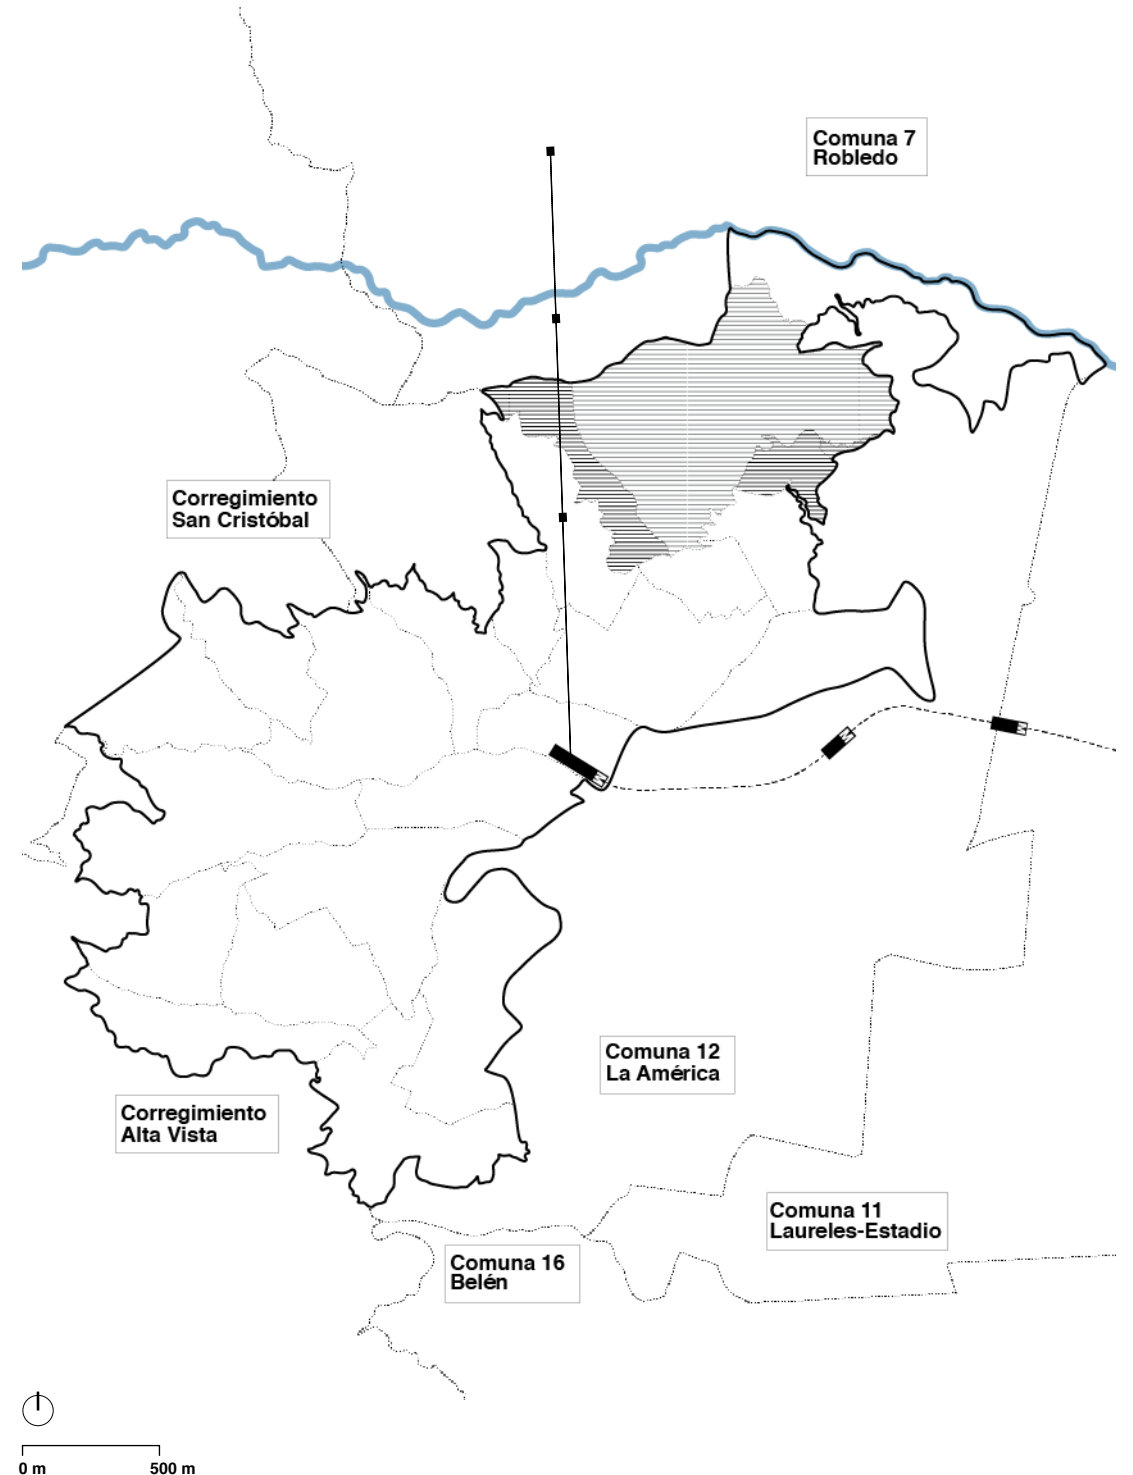 Comuna 7
Robledo
Corregimiento
San Cristóbal
Comuna 12
La América
Corregimiento
Alta Vista
Comuna 11
Laureles-Estadio
Comuna 16
Belén
0 m
500 m